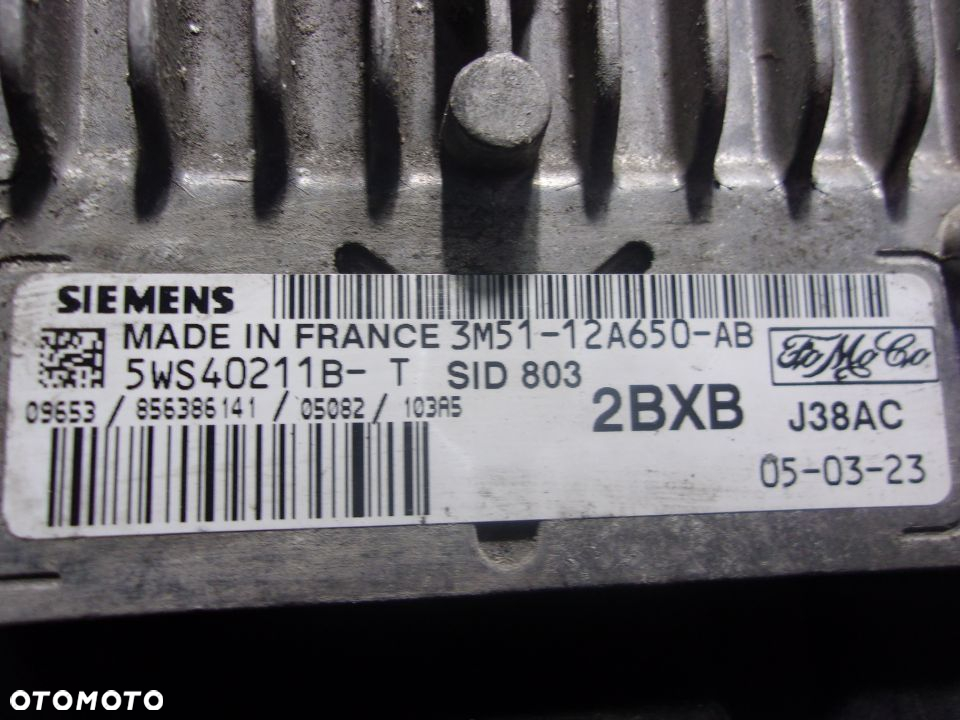 SIEMENS
MADE IN FRANCE 3M51-12A650-AB
FoMoCo
5WS40211B- T SID 803
09653 / 856386141 / 05082 / 103A5
2BXB J38AC
05-03-23
OTOMOTO